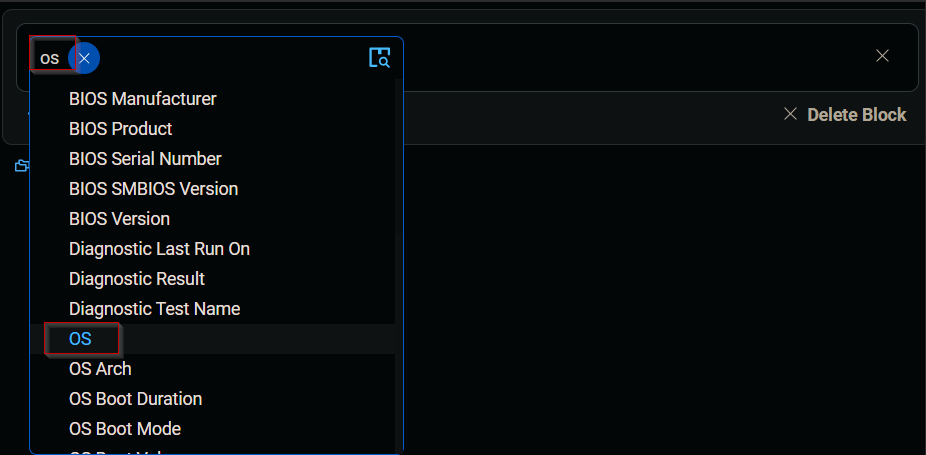 os
BIOS Manufacturer
BIOS Product
Delete Block
BIOS Serial Number
BIOS SMBIOS Version
BIOS Version
Diagnostic Last Run On
Diagnostic Result
Diagnostic Test Name
OS
OS Arch
OS Boot Duration
OS Boot Mode